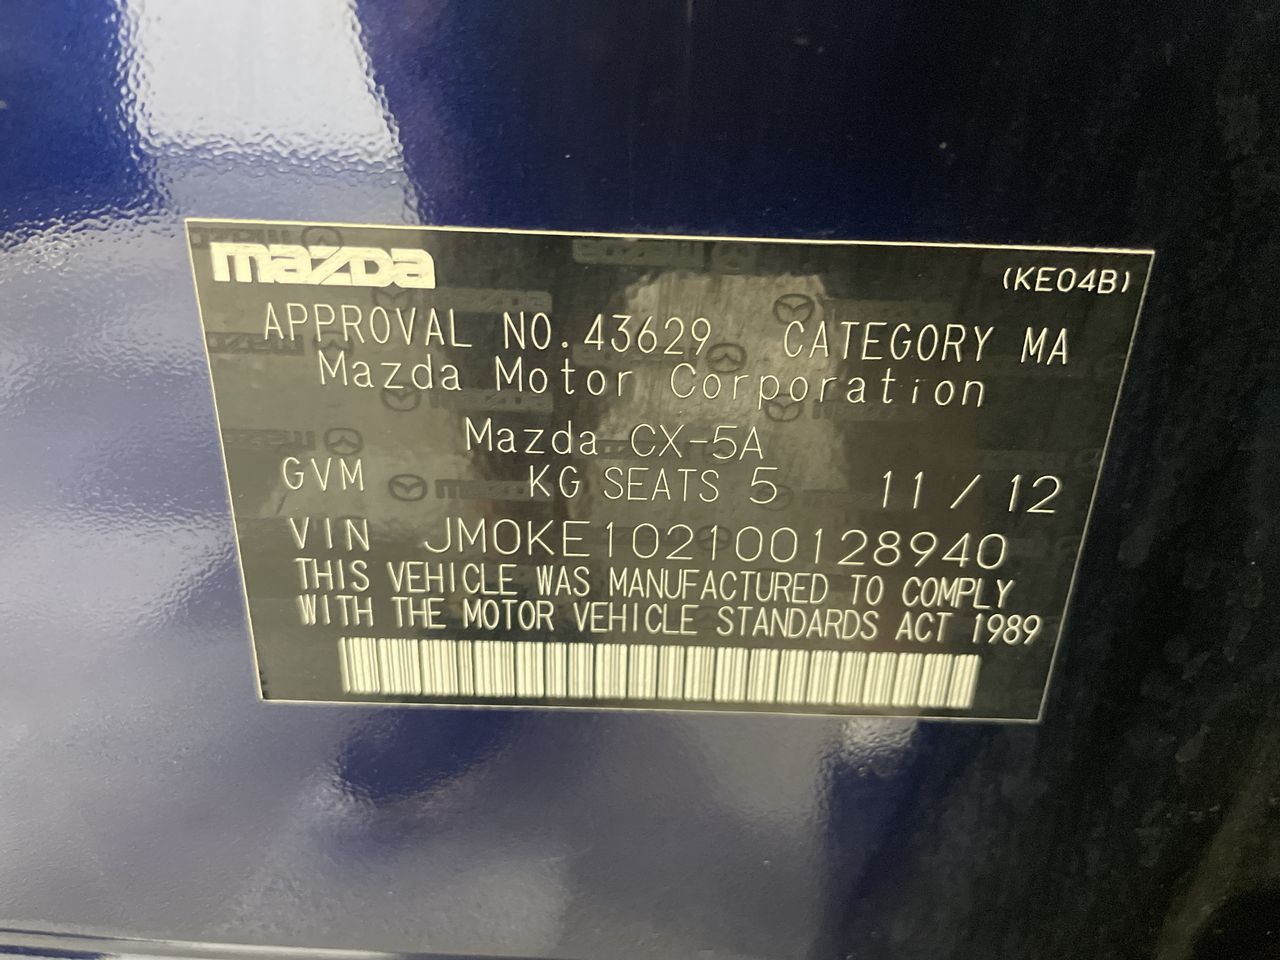 mazda (KE04B)
APPROVAL NO.43629 CATEGORY MA
Mazda Motor Corporation
Mazda CX-5A
GVM KG SEATS 5 11/12
VIN JM0KE102100128940
THIS VEHICLE WAS MANUFACTURED TO COMPLY
WITH THE MOTOR VEHICLE STANDARDS ACT 1989